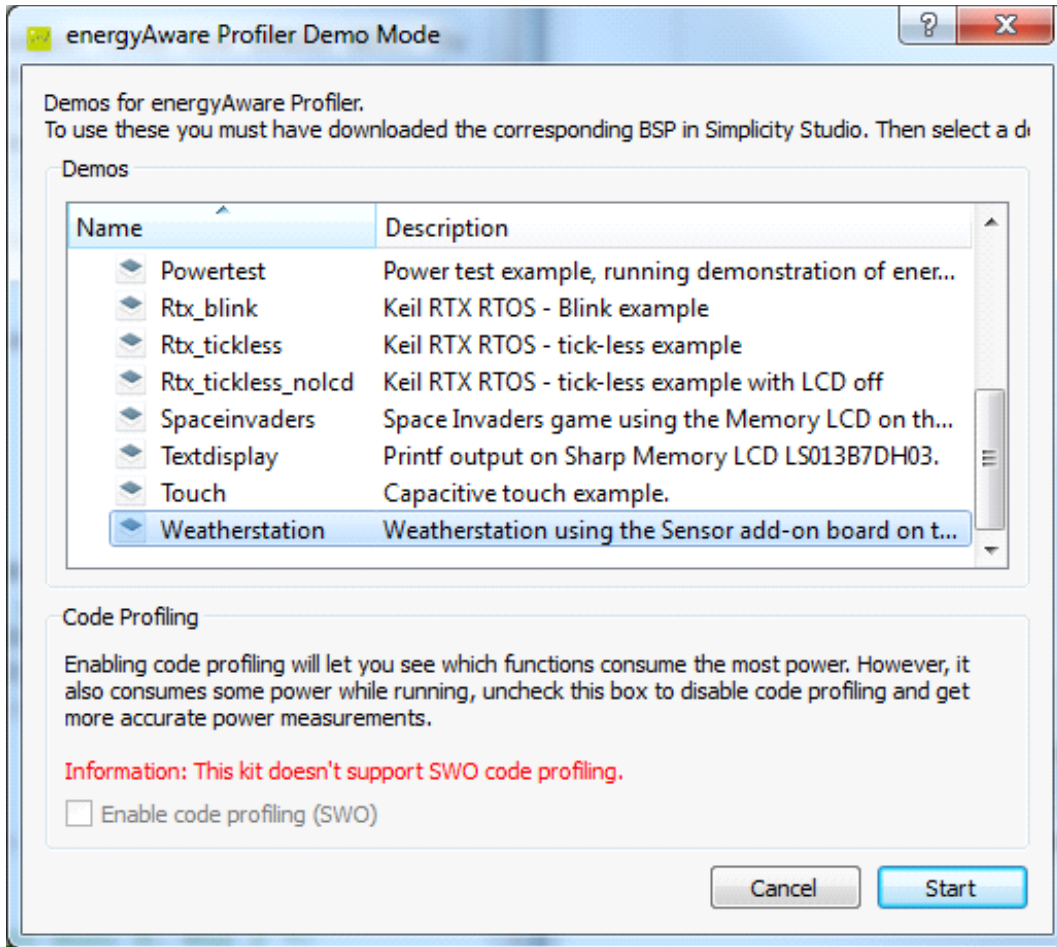 energyAware Profiler Demo Mode
Demos for energyAware Profiler.
To use these you must have downloaded the corresponding BSP in Simplicity Studio. Then select a
Demos
Name Description
Powertest Power test example, running demonstration of ener...
Rtx_blink Keil RTX RTOS - Blink example
Rtx_tickless Keil RTX RTOS - tick-less example
Rtx_tickless_nolcd Keil RTX RTOS - tick-less example with LCD off
Spaceinvaders Space Invaders game using the Memory LCD on th...
Textdisplay Printf output on Sharp Memory LCD LS013B7DH03.
Touch Capacitive touch example.
Weatherstation Weatherstation using the Sensor add-on board on t...
Code Profiling
Enabling code profiling will let you see which functions consume the most power. However, it
also consumes some power while running, uncheck this box to disable code profiling and get
more accurate power measurements.
Information: This kit doesn't support SWO code profiling.
Enable code profiling (SWO)
Cancel Start